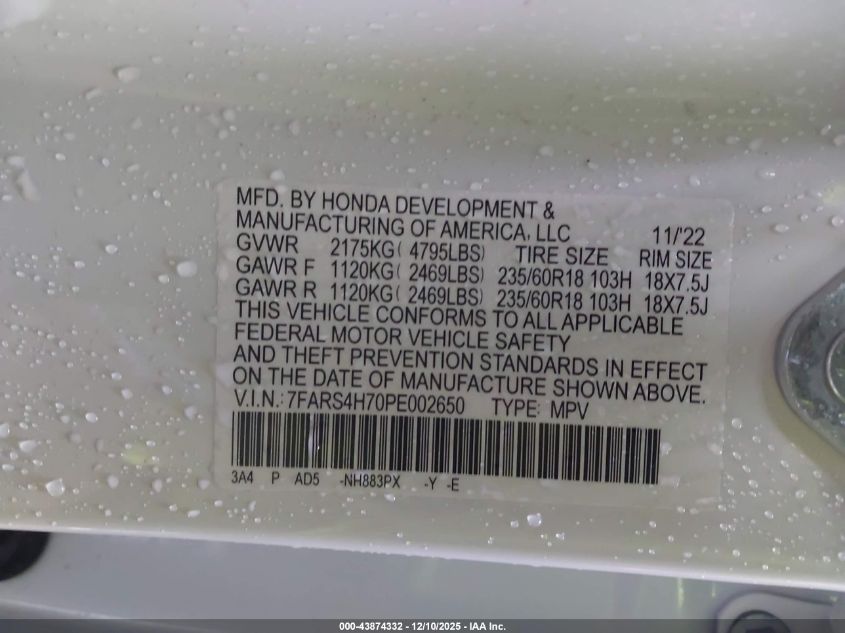 MFD. BY HONDA DEVELOPMENT &
MANUFACTURING OF AMERICA, LLC 11/'22
GVWR 2175KG( 4795LBS) TIRE SIZE RIM SIZE
GAWR F 1120KG( 2469LBS) 235/60R18 103H 18X7.5J
GAWR R 1120KG( 2469LBS) 235/60R18 103H 18X7.5J
THIS VEHICLE CONFORMS TO ALL APPLICABLE
FEDERAL MOTOR VEHICLE SAFETY
AND THEFT PREVENTION STANDARDS IN EFFECT
ON THE DATE OF MANUFACTURE SHOWN ABOVE.
V.I.N.: 7FARS4H70PE002650 TYPE: MPV
3A4 P AD5 -NH883PX -Y -E
000-43874332 - 12/10/2025 - IAA Inc.